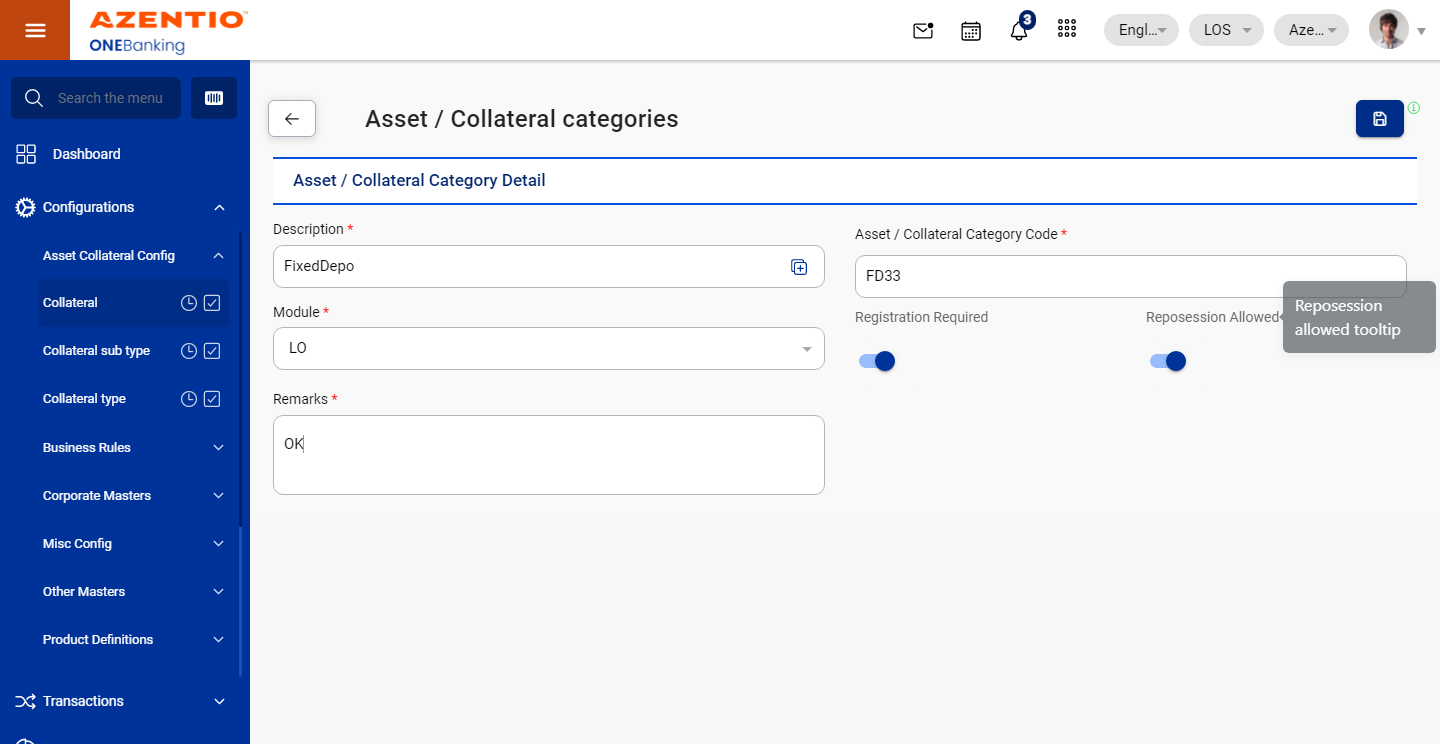 AZENTIO™
ONEBanking
3
Engl...
LOS
Aze...
Search the menu
Dashboard
Configurations
Asset Collateral Config
Collateral
Collateral sub type
Collateral type
Business Rules
Corporate Masters
Misc Config
Other Masters
Product Definitions
Transactions
Asset / Collateral categories
Asset / Collateral Category Detail
Description *
FixedDepo
Asset / Collateral Category Code *
FD33
Module *
LO
Registration Required
Reposession Allowed
Reposession
allowed tooltip
Remarks *
OK